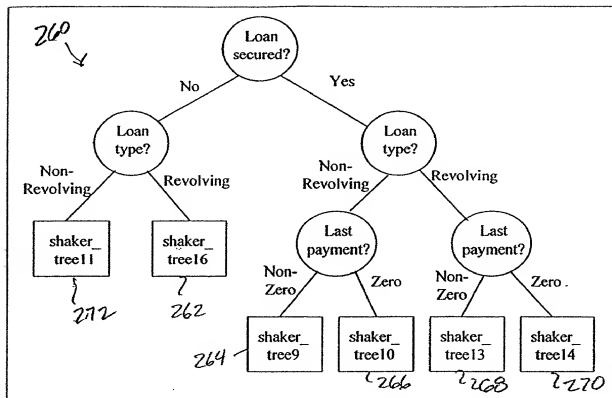 260
Loan
secured?
No
Yes
Loan
type?
Loan
type?
Non-
Revolving
Revolving
Non-
Revolving
Revolving
shaker_
tree11
shaker_
tree16
Last
payment?
Last
payment?
272
262
Non-
Zero
Zero
Non-
Zero
Zero
264
shaker_
tree9
shaker_
tree10
shaker_
tree13
shaker_
tree14
266
268
270